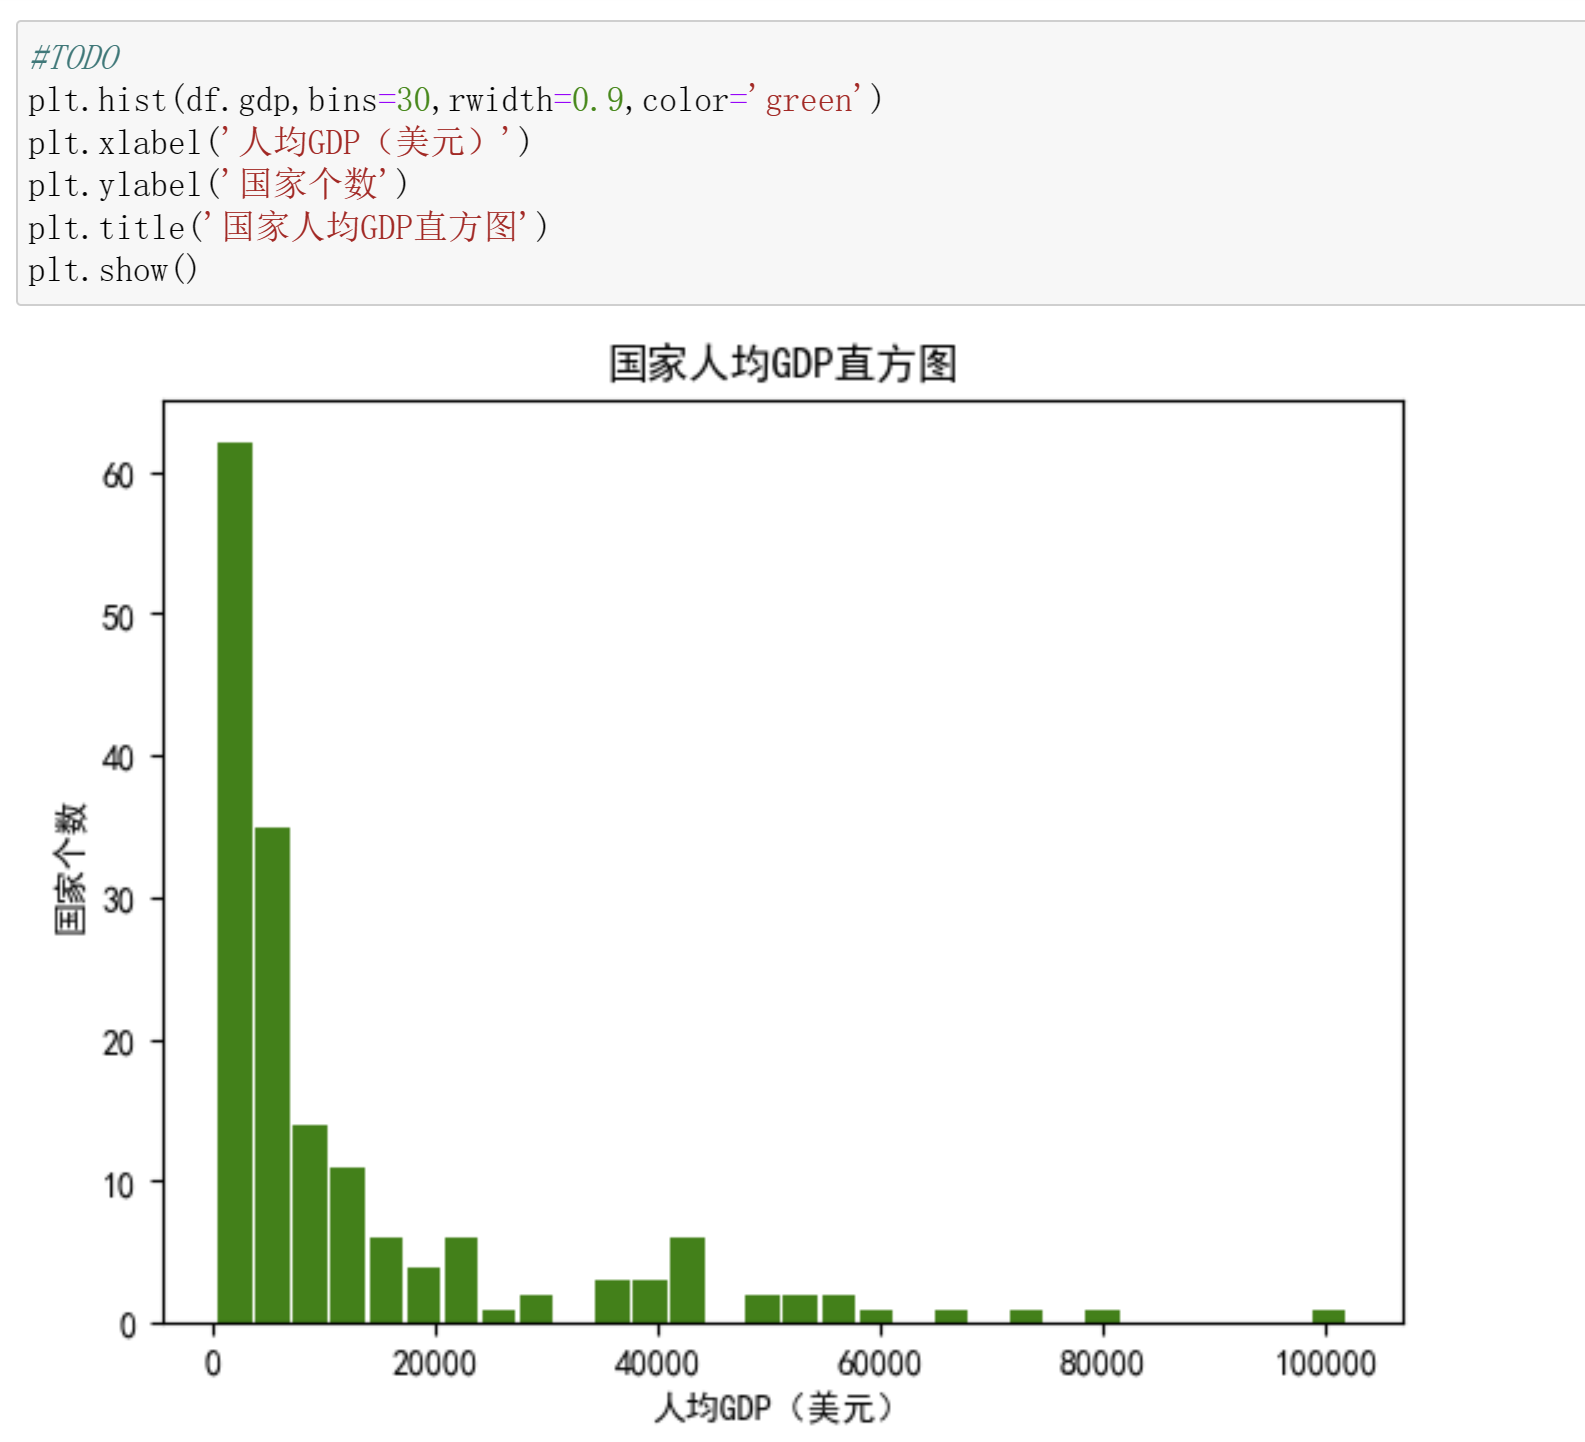 #TODO
plt.hist(df.gdp,bins=30,rwidth=0.9,color='green')
plt.xlabel('人均GDP（美元）')
plt.ylabel('国家个数')
plt.title('国家人均GDP直方图')
plt.show()
国家人均GDP直方图
60
50
40
30
20
10
0
国家个数
0 20000 40000 60000 80000 100000
人均GDP（美元）